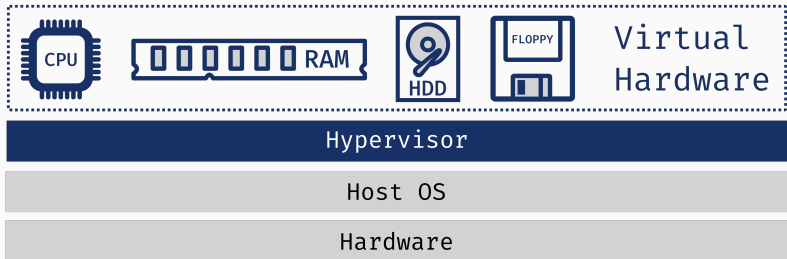 CPU
RAM
HDD
FLOPPY
Virtual
Hardware
Hypervisor
Host OS
Hardware